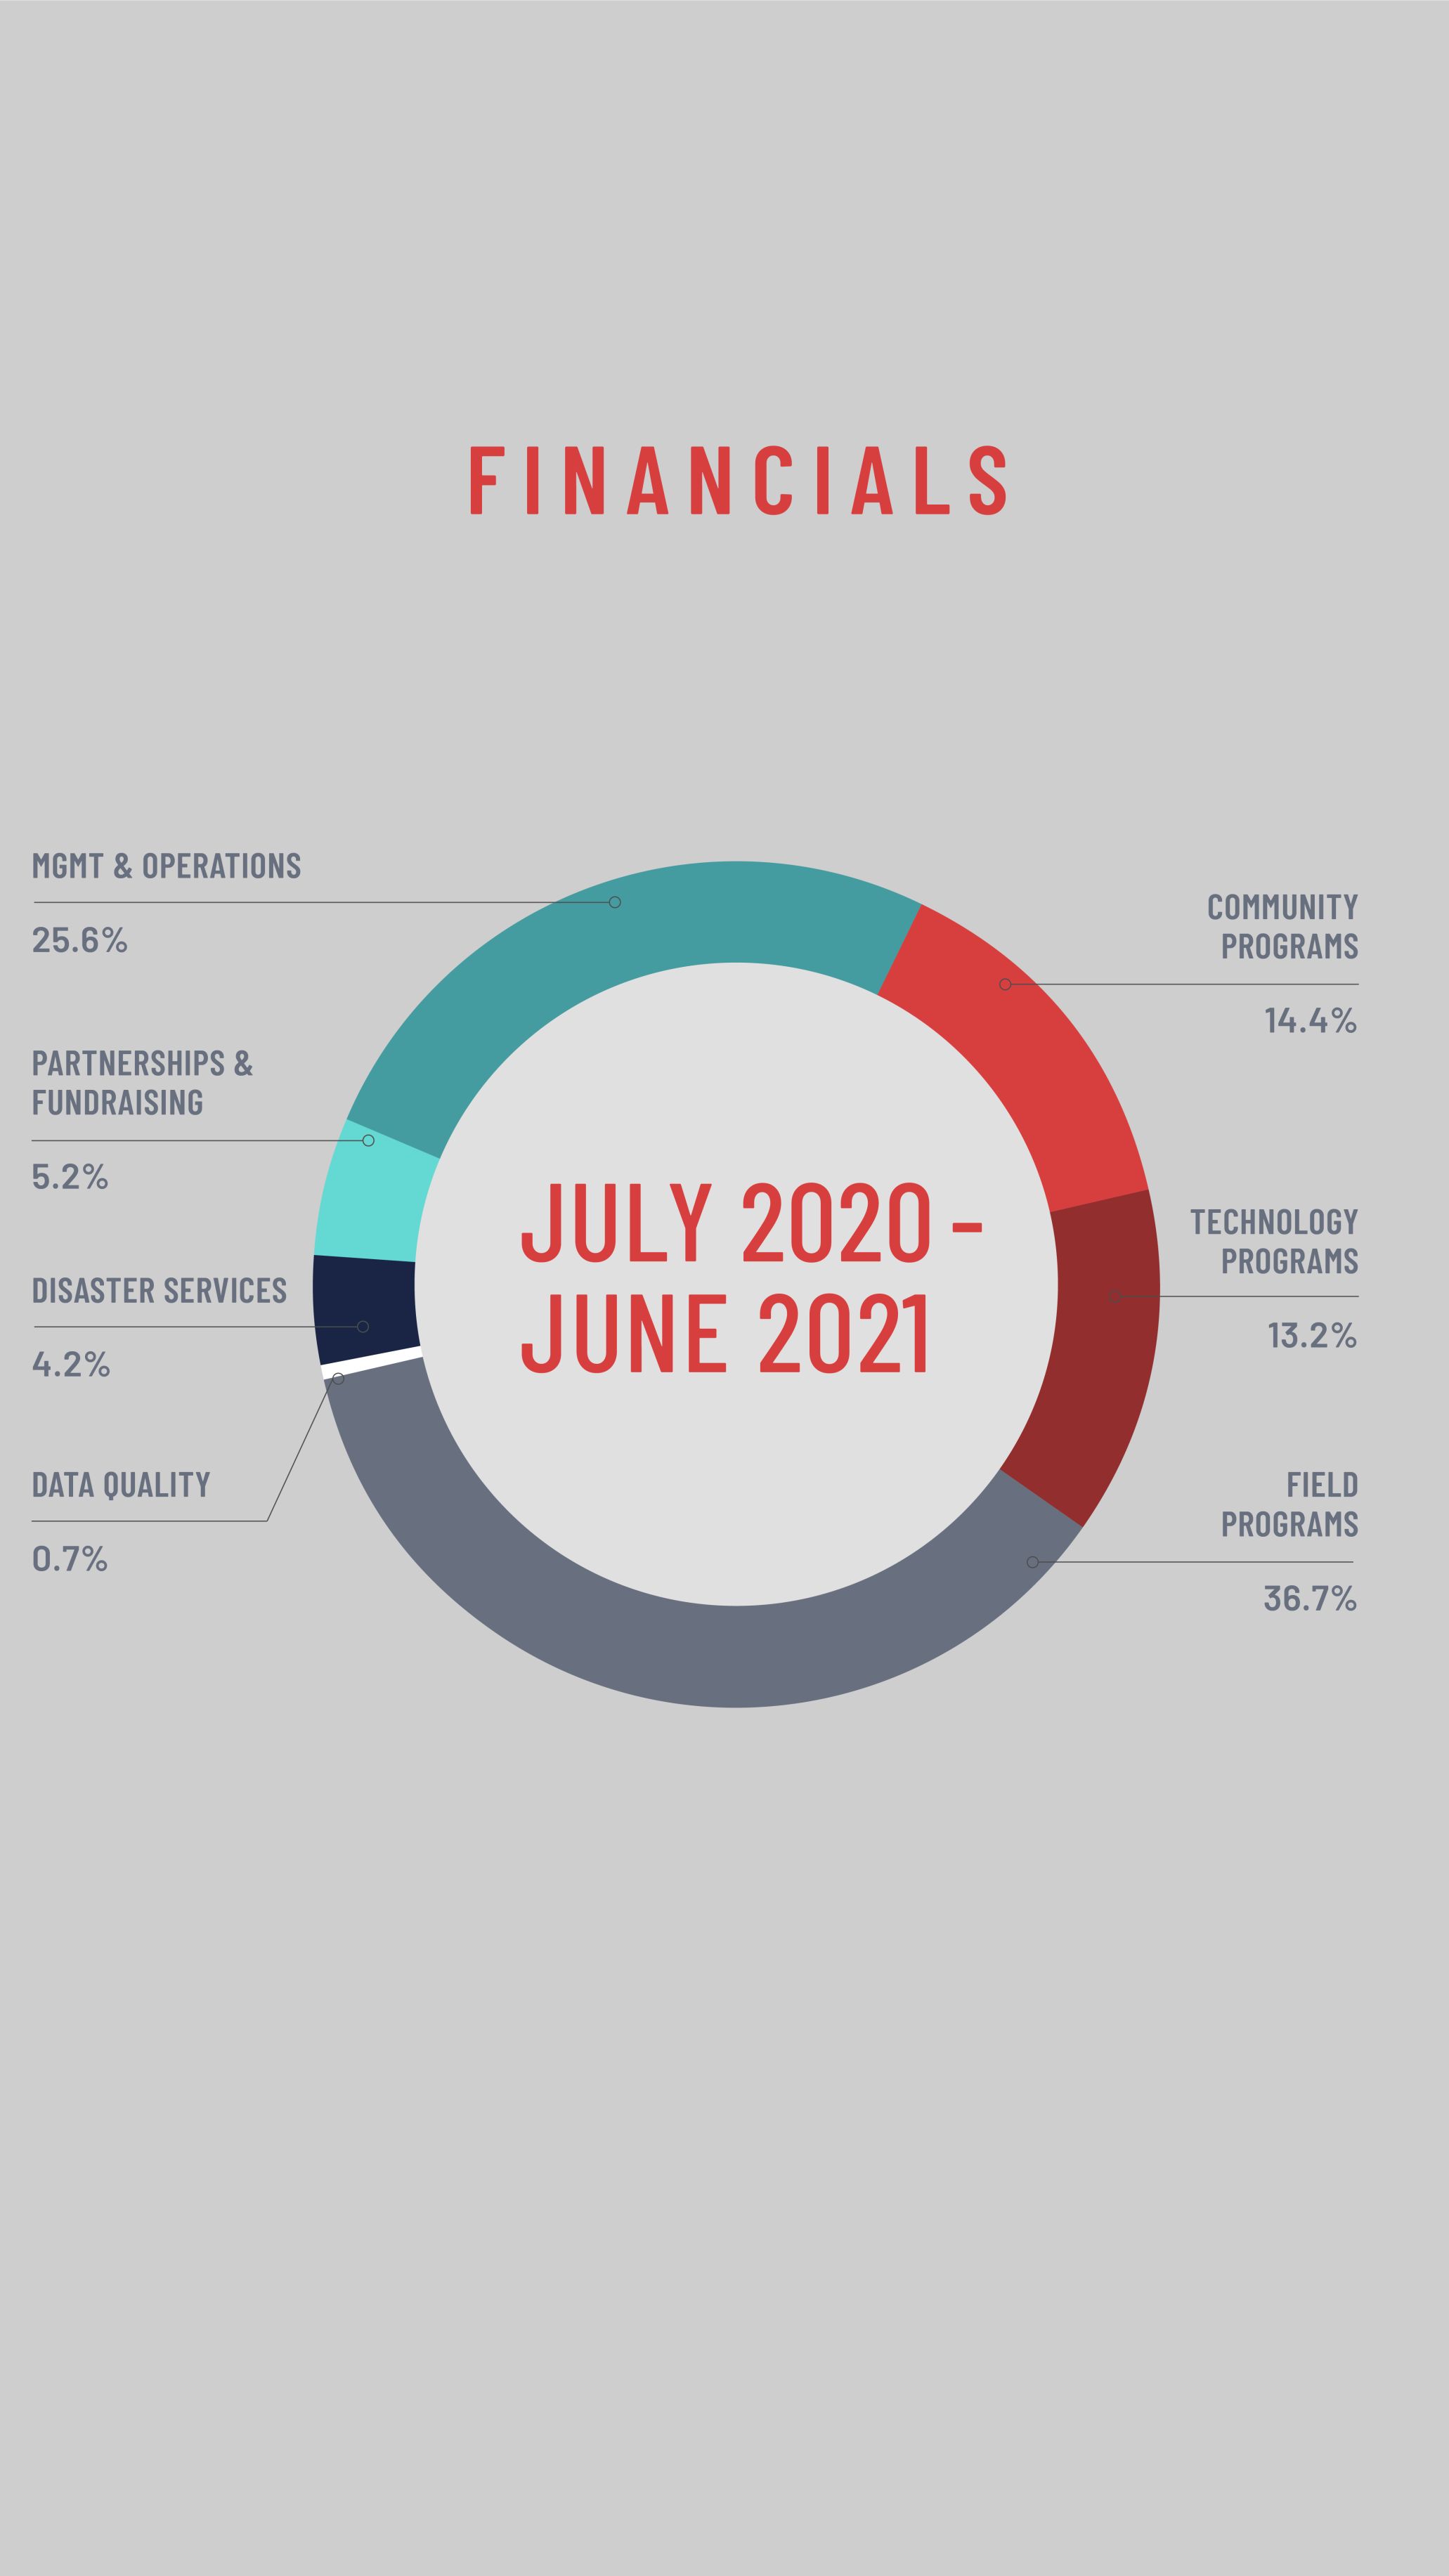 FINANCIALS
MGMT & OPERATIONS
25.6%
PARTNERSHIPS &
FUNDRAISING
5.2%
DISASTER SERVICES
4.2%
DATA QUALITY
0.7%
JULY 2020 -
JUNE 2021
COMMUNITY
PROGRAMS
14.4%
TECHNOLOGY
PROGRAMS
13.2%
FIELD
PROGRAMS
36.7%